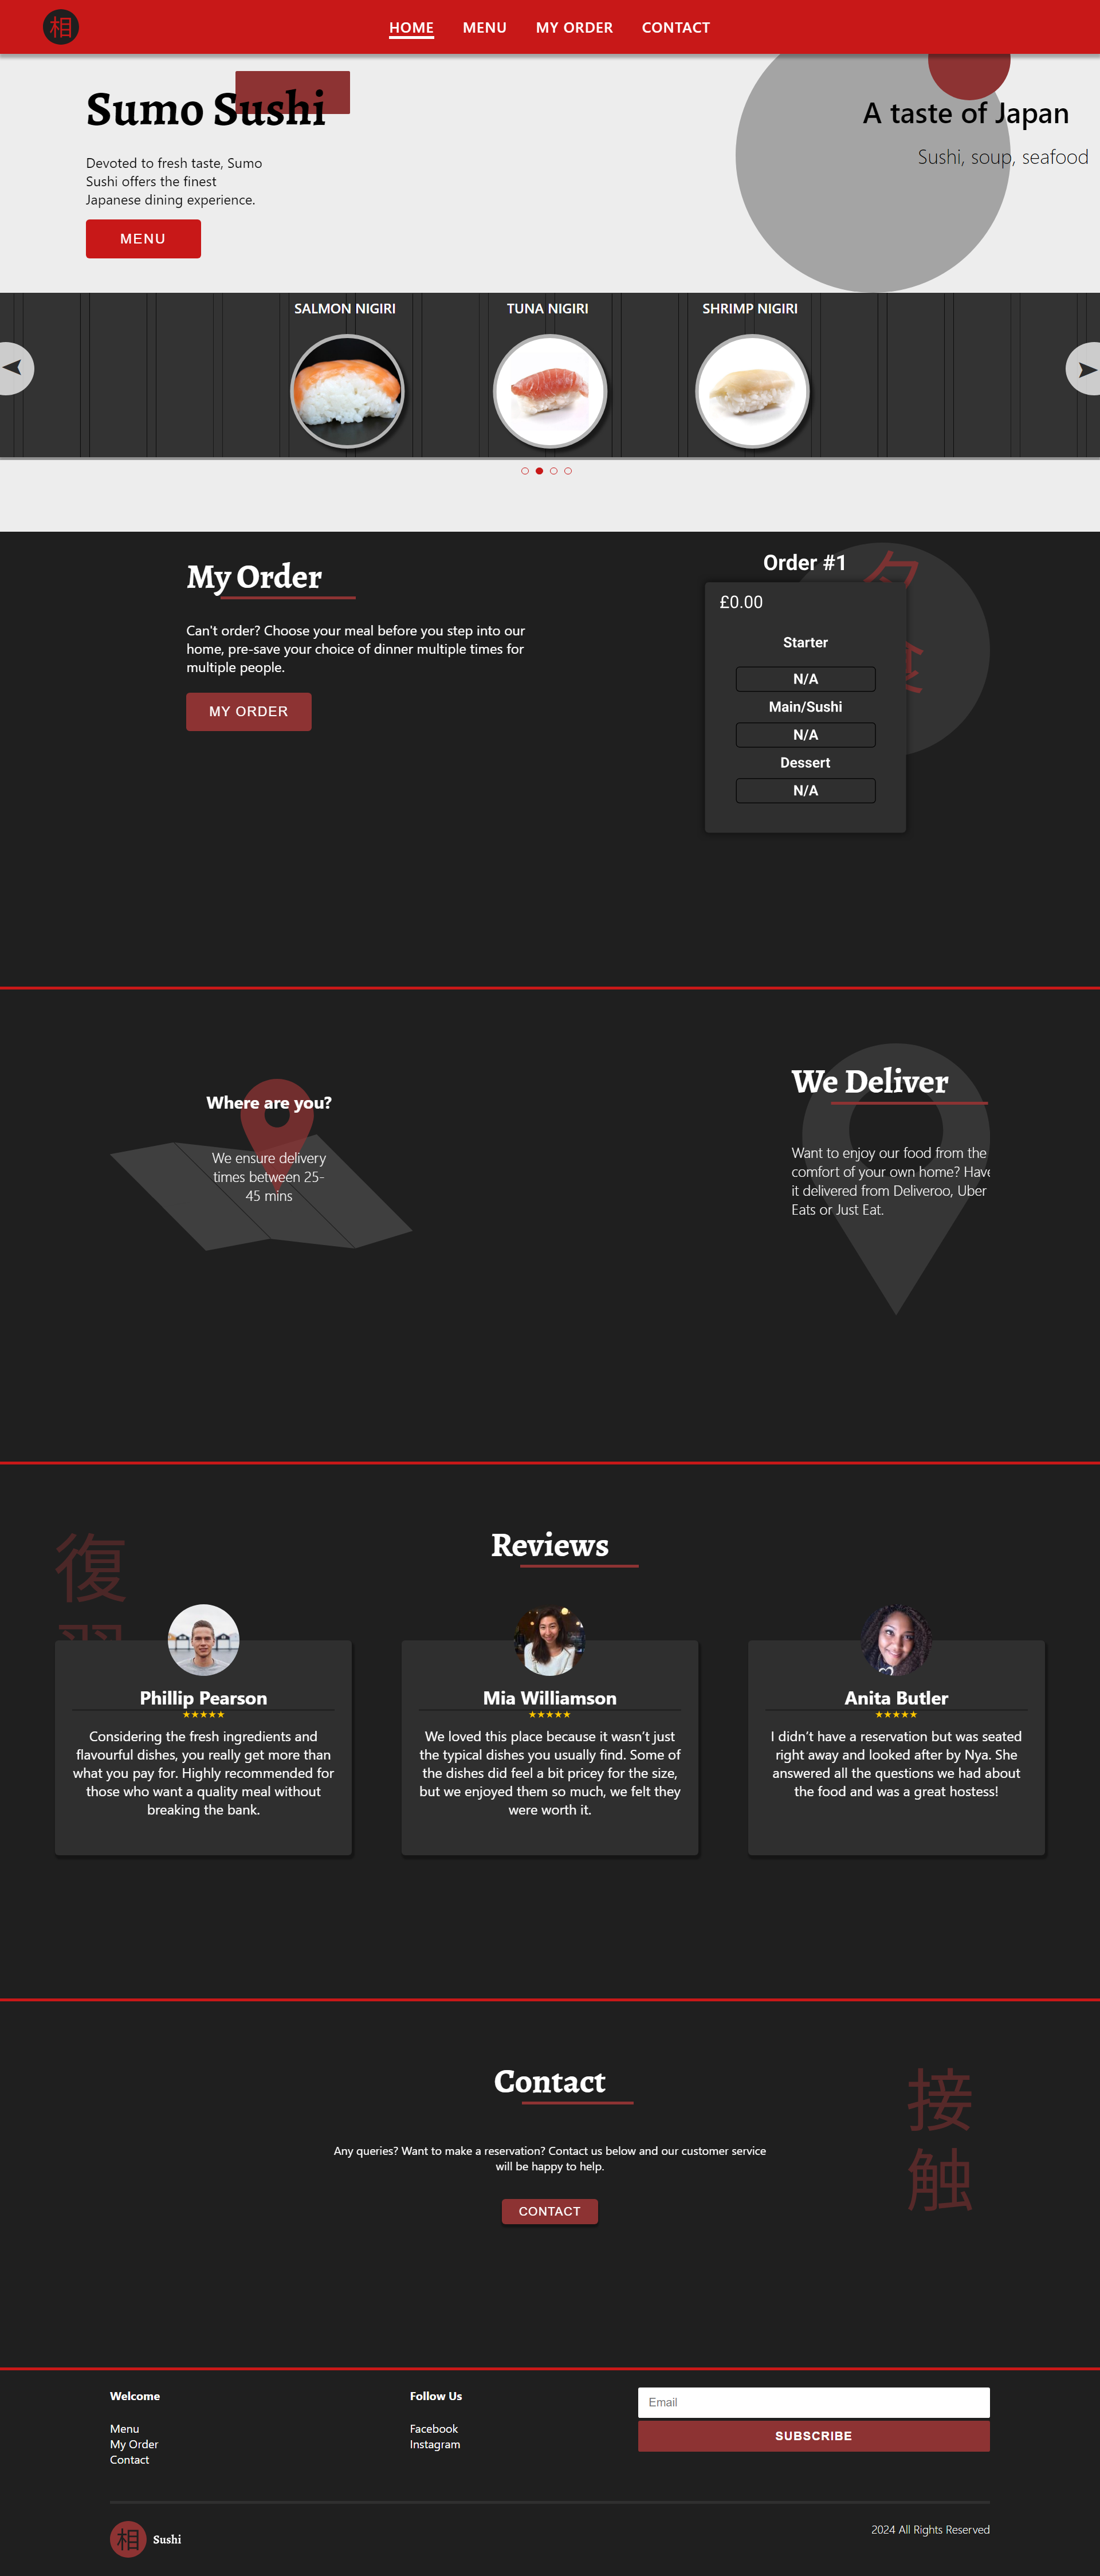 相
HOME
MENU
MY ORDER
CONTACT
Sumo Sushi
Devoted to fresh taste, Sumo
Sushi offers the finest
Japanese dining experience.
MENU
A taste of Japan
Sushi, soup, seafood
SALMON NIGIRI
TUNA NIGIRI
SHRIMP NIGIRI
My Order
Can't order? Choose your meal before you step into our
home, pre-save your choice of dinner multiple times for
multiple people.
MY ORDER
Order #1
夕
£0.00
Starter
N/A
Main/Sushi
N/A
Dessert
N/A
Where are you?
We ensure delivery
times between 25-
45 mins
We Deliver
Want to enjoy our food from the
comfort of your own home? Have
it delivered from Deliveroo, Uber
Eats or Just Eat.
復
Reviews
Phillip Pearson
★★★★★
Considering the fresh ingredients and
flavourful dishes, you really get more than
what you pay for. Highly recommended for
those who want a quality meal without
breaking the bank.
Mia Williamson
★★★★★
We loved this place because it wasn’t just
the typical dishes you usually find. Some of
the dishes did feel a bit pricey for the size,
but we enjoyed them so much, we felt they
were worth it.
Anita Butler
★★★★★
I didn’t have a reservation but was seated
right away and looked after by Nya. She
answered all the questions we had about
the food and was a great hostess!
Contact
接
触
Any queries? Want to make a reservation? Contact us below and our customer service
will be happy to help.
CONTACT
Welcome
Menu
My Order
Contact
Follow Us
Facebook
Instagram
Email
SUBSCRIBE
相
Sushi
2024 All Rights Reserved